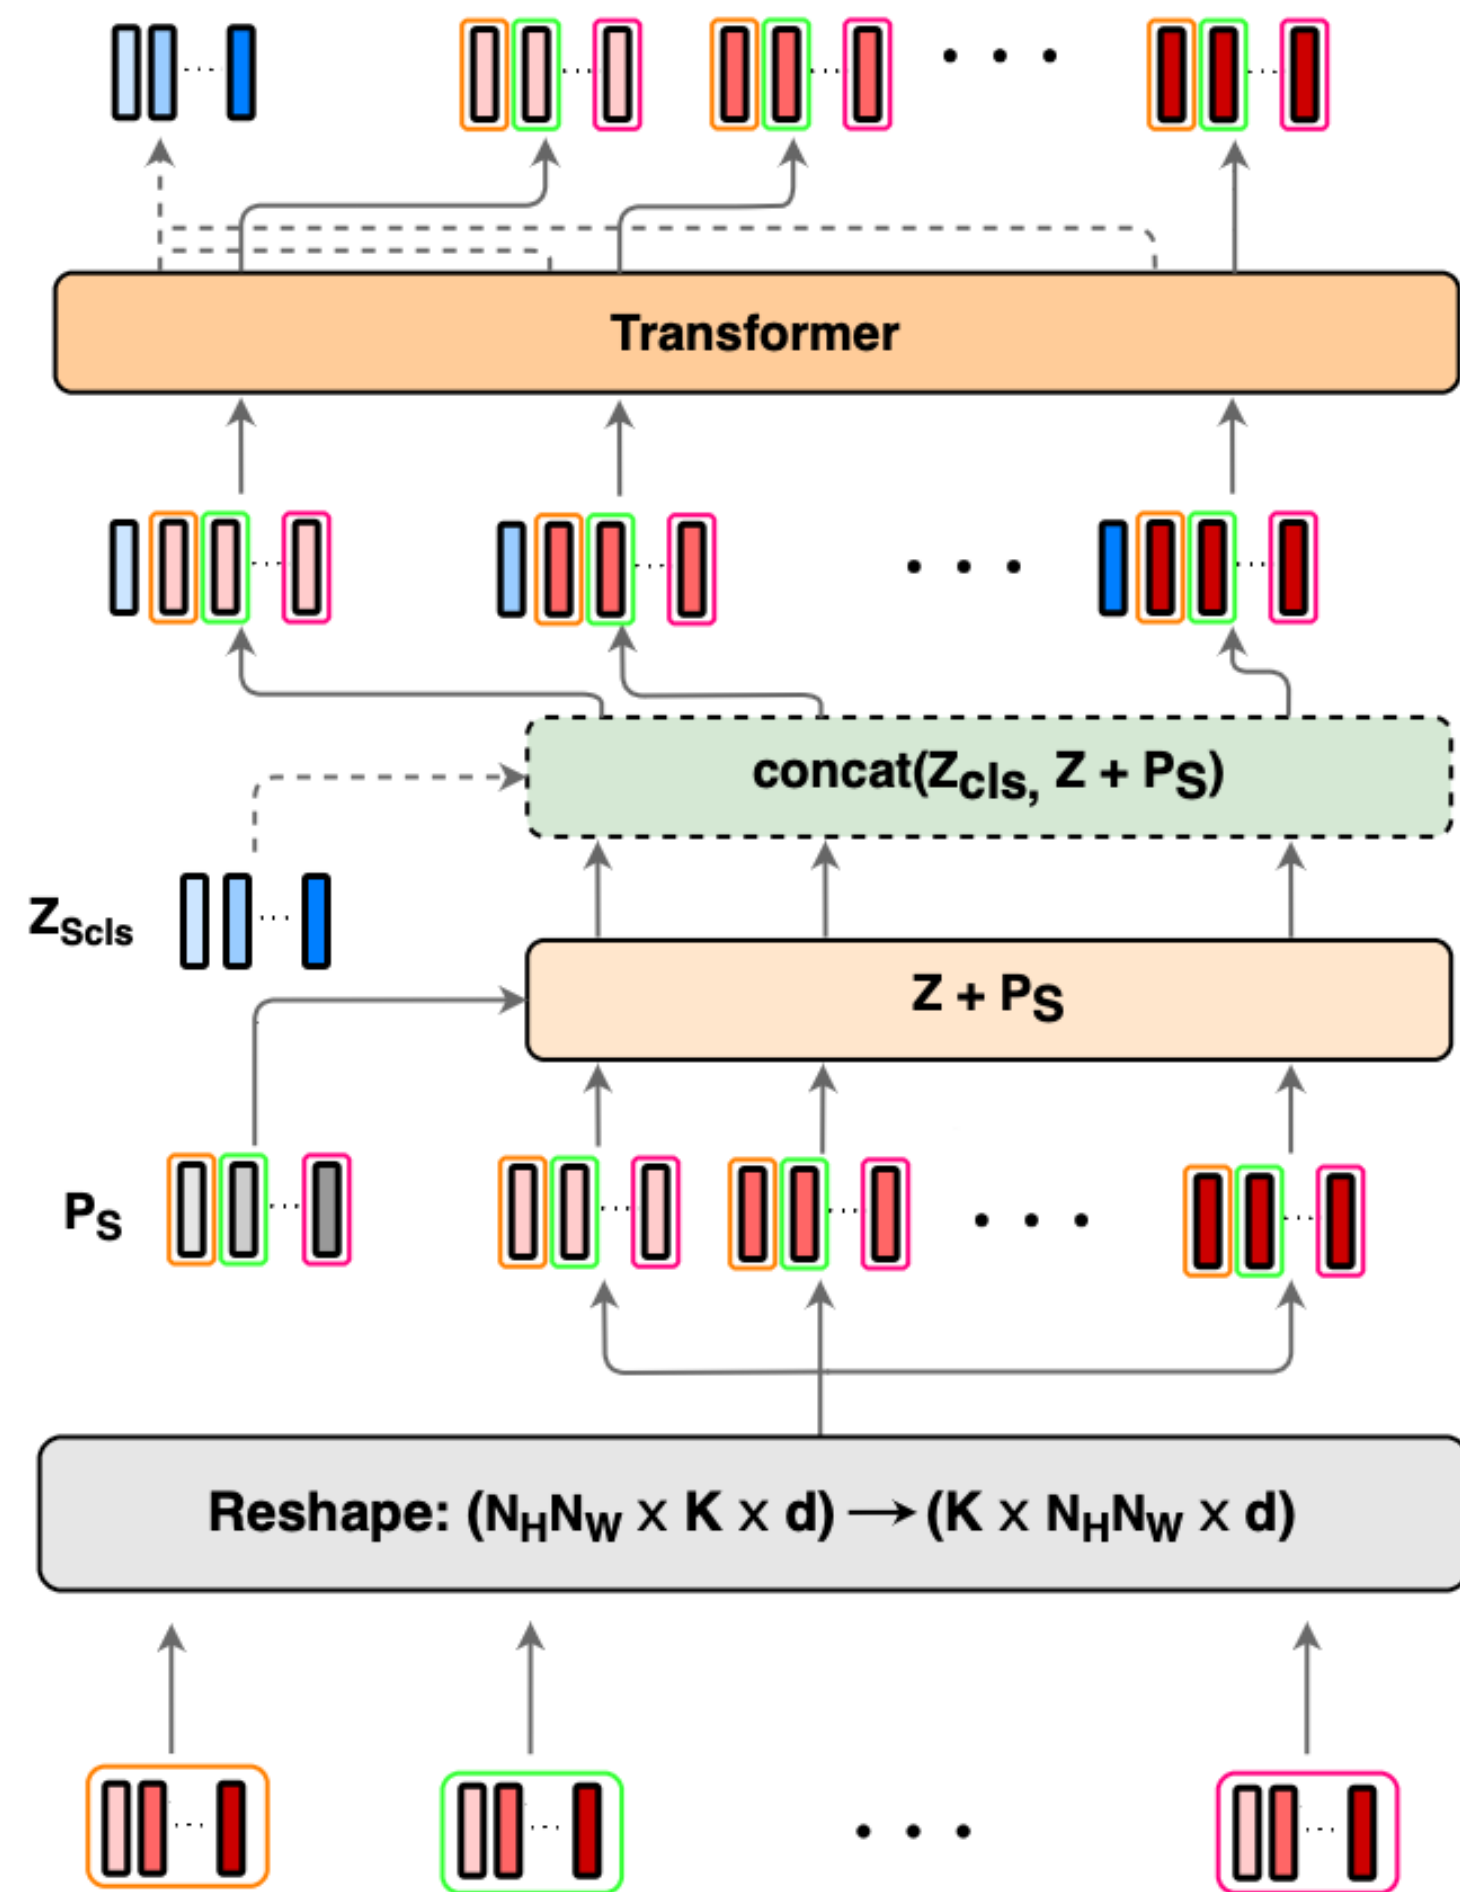 Transformer
concat(Zcls, Z + PS)
ZScls
Z + PS
PS
Reshape: (NHNW x K x d) → (K x NHNW x d)